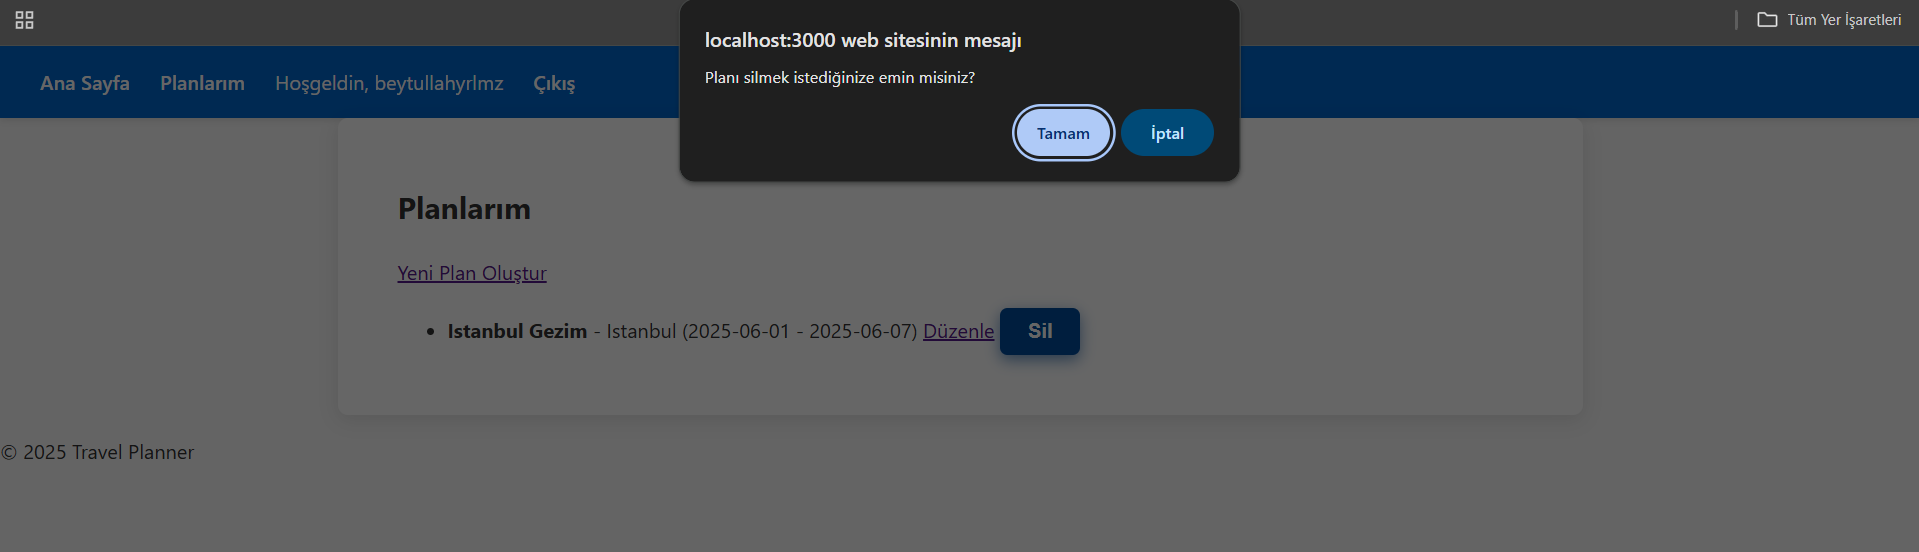 Tüm Yer İşaretleri
localhost:3000 web sitesinin mesajı
Planı silmek istediğinize emin misiniz?
Tamam İptal
Ana Sayfa Planlarım Hoşgeldin, beytullahyrlmz Çıkış
Planlarım
Yeni Plan Oluştur
Istanbul Gezim - Istanbul (2025-06-01 - 2025-06-07) Düzenle Sil
© 2025 Travel Planner